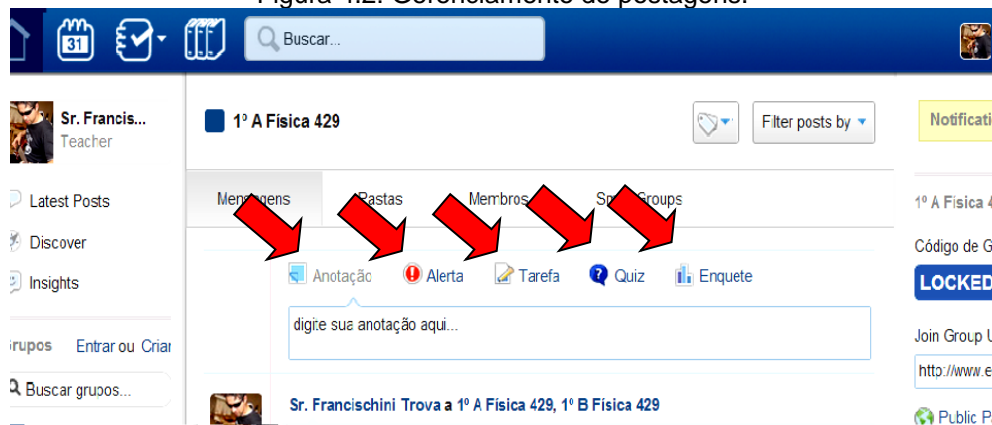 Figura 4.2: Gerenciamento de postagens.
31
Buscar...
Sr. Francis...
Teacher
1º A Física 429
Filter posts by
Notificati
Latest Posts
Discover
Insights
Mensagens Pastas Membros Groups
1º A Física 4
Código de G
LOCKED
Anotação Alerta Tarefa Quiz Enquete
digite sua anotação aqui...
rupos Entrar ou Criar
Buscar grupos...
Join Group U
http://www.e
Sr. Francischini Trova a 1º A Física 429, 1º B Física 429
Public P